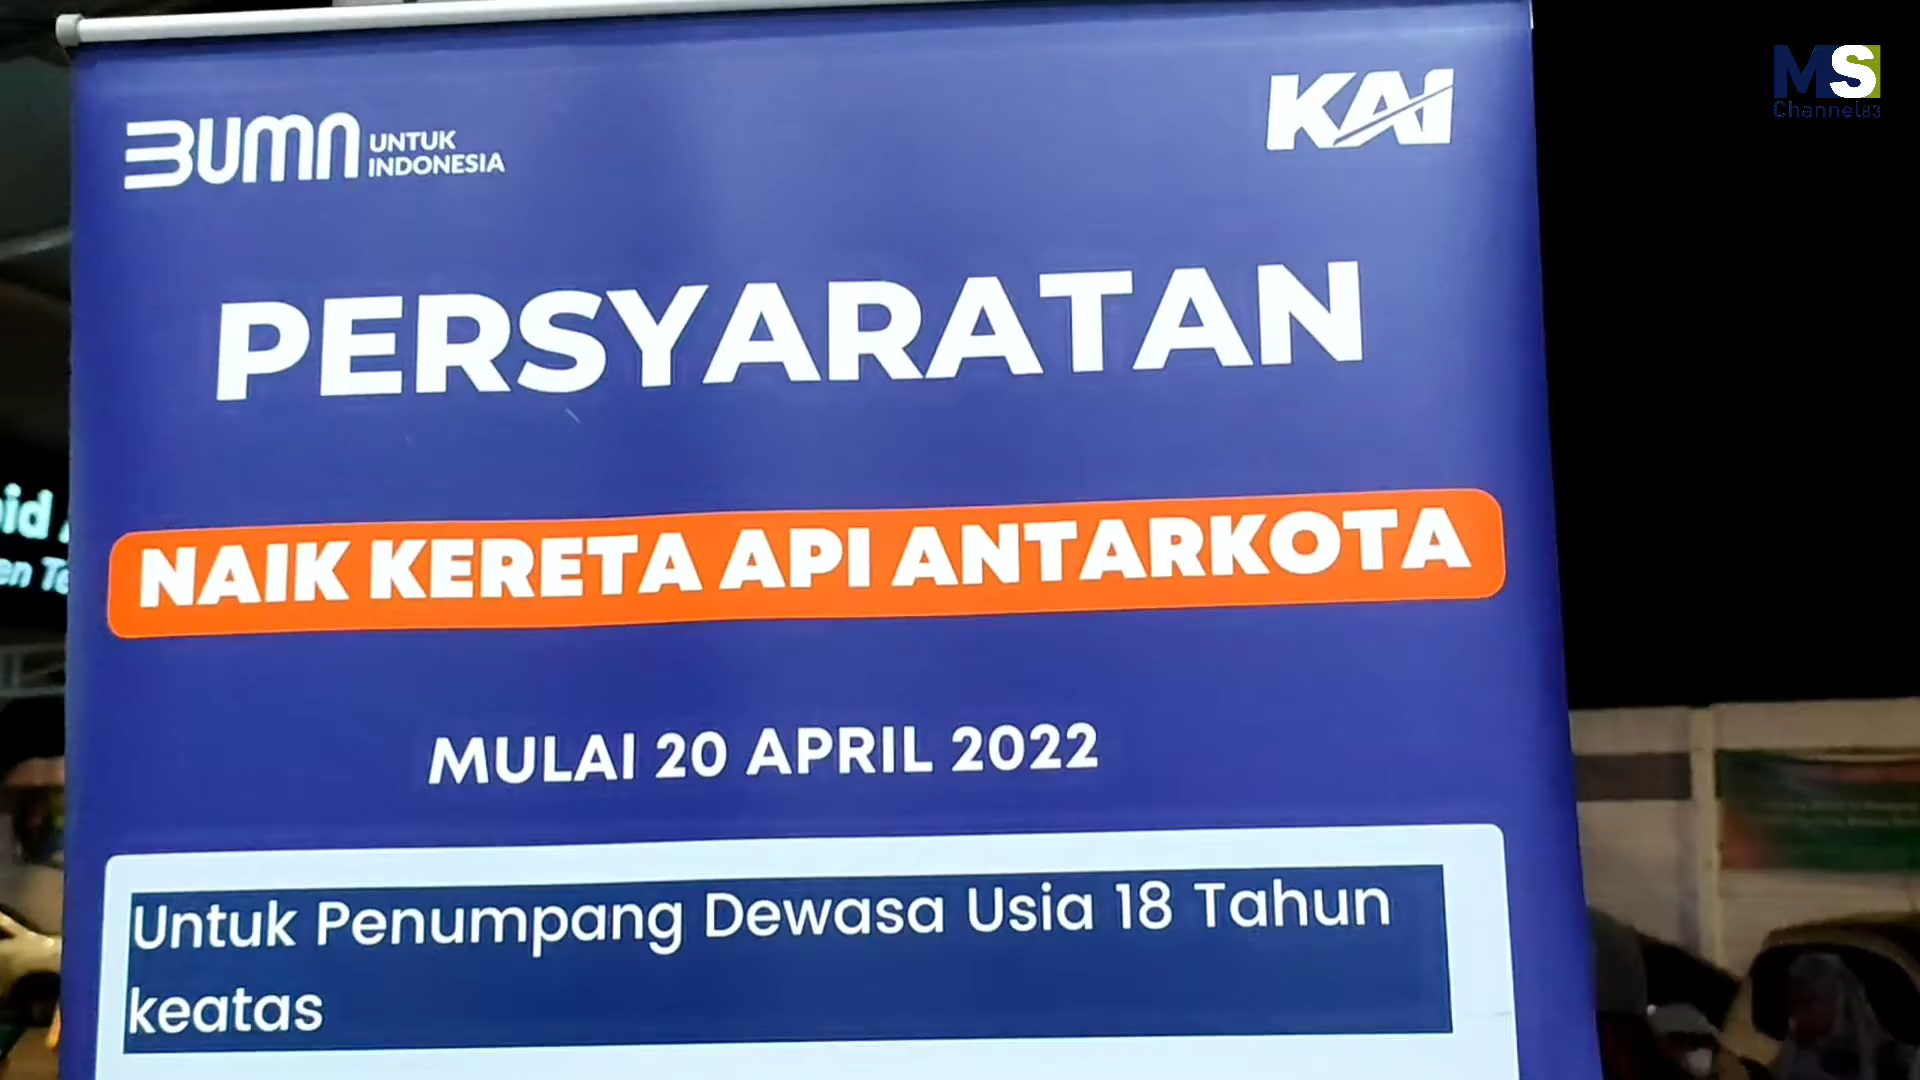 BUMN UNTUK
INDONESIA
KAI
MS
Channel83
PERSYARATAN
NAIK KERETA API ANTARKOTA
MULAI 20 APRIL 2022
Untuk Penumpang Dewasa Usia 18 Tahun
keatas